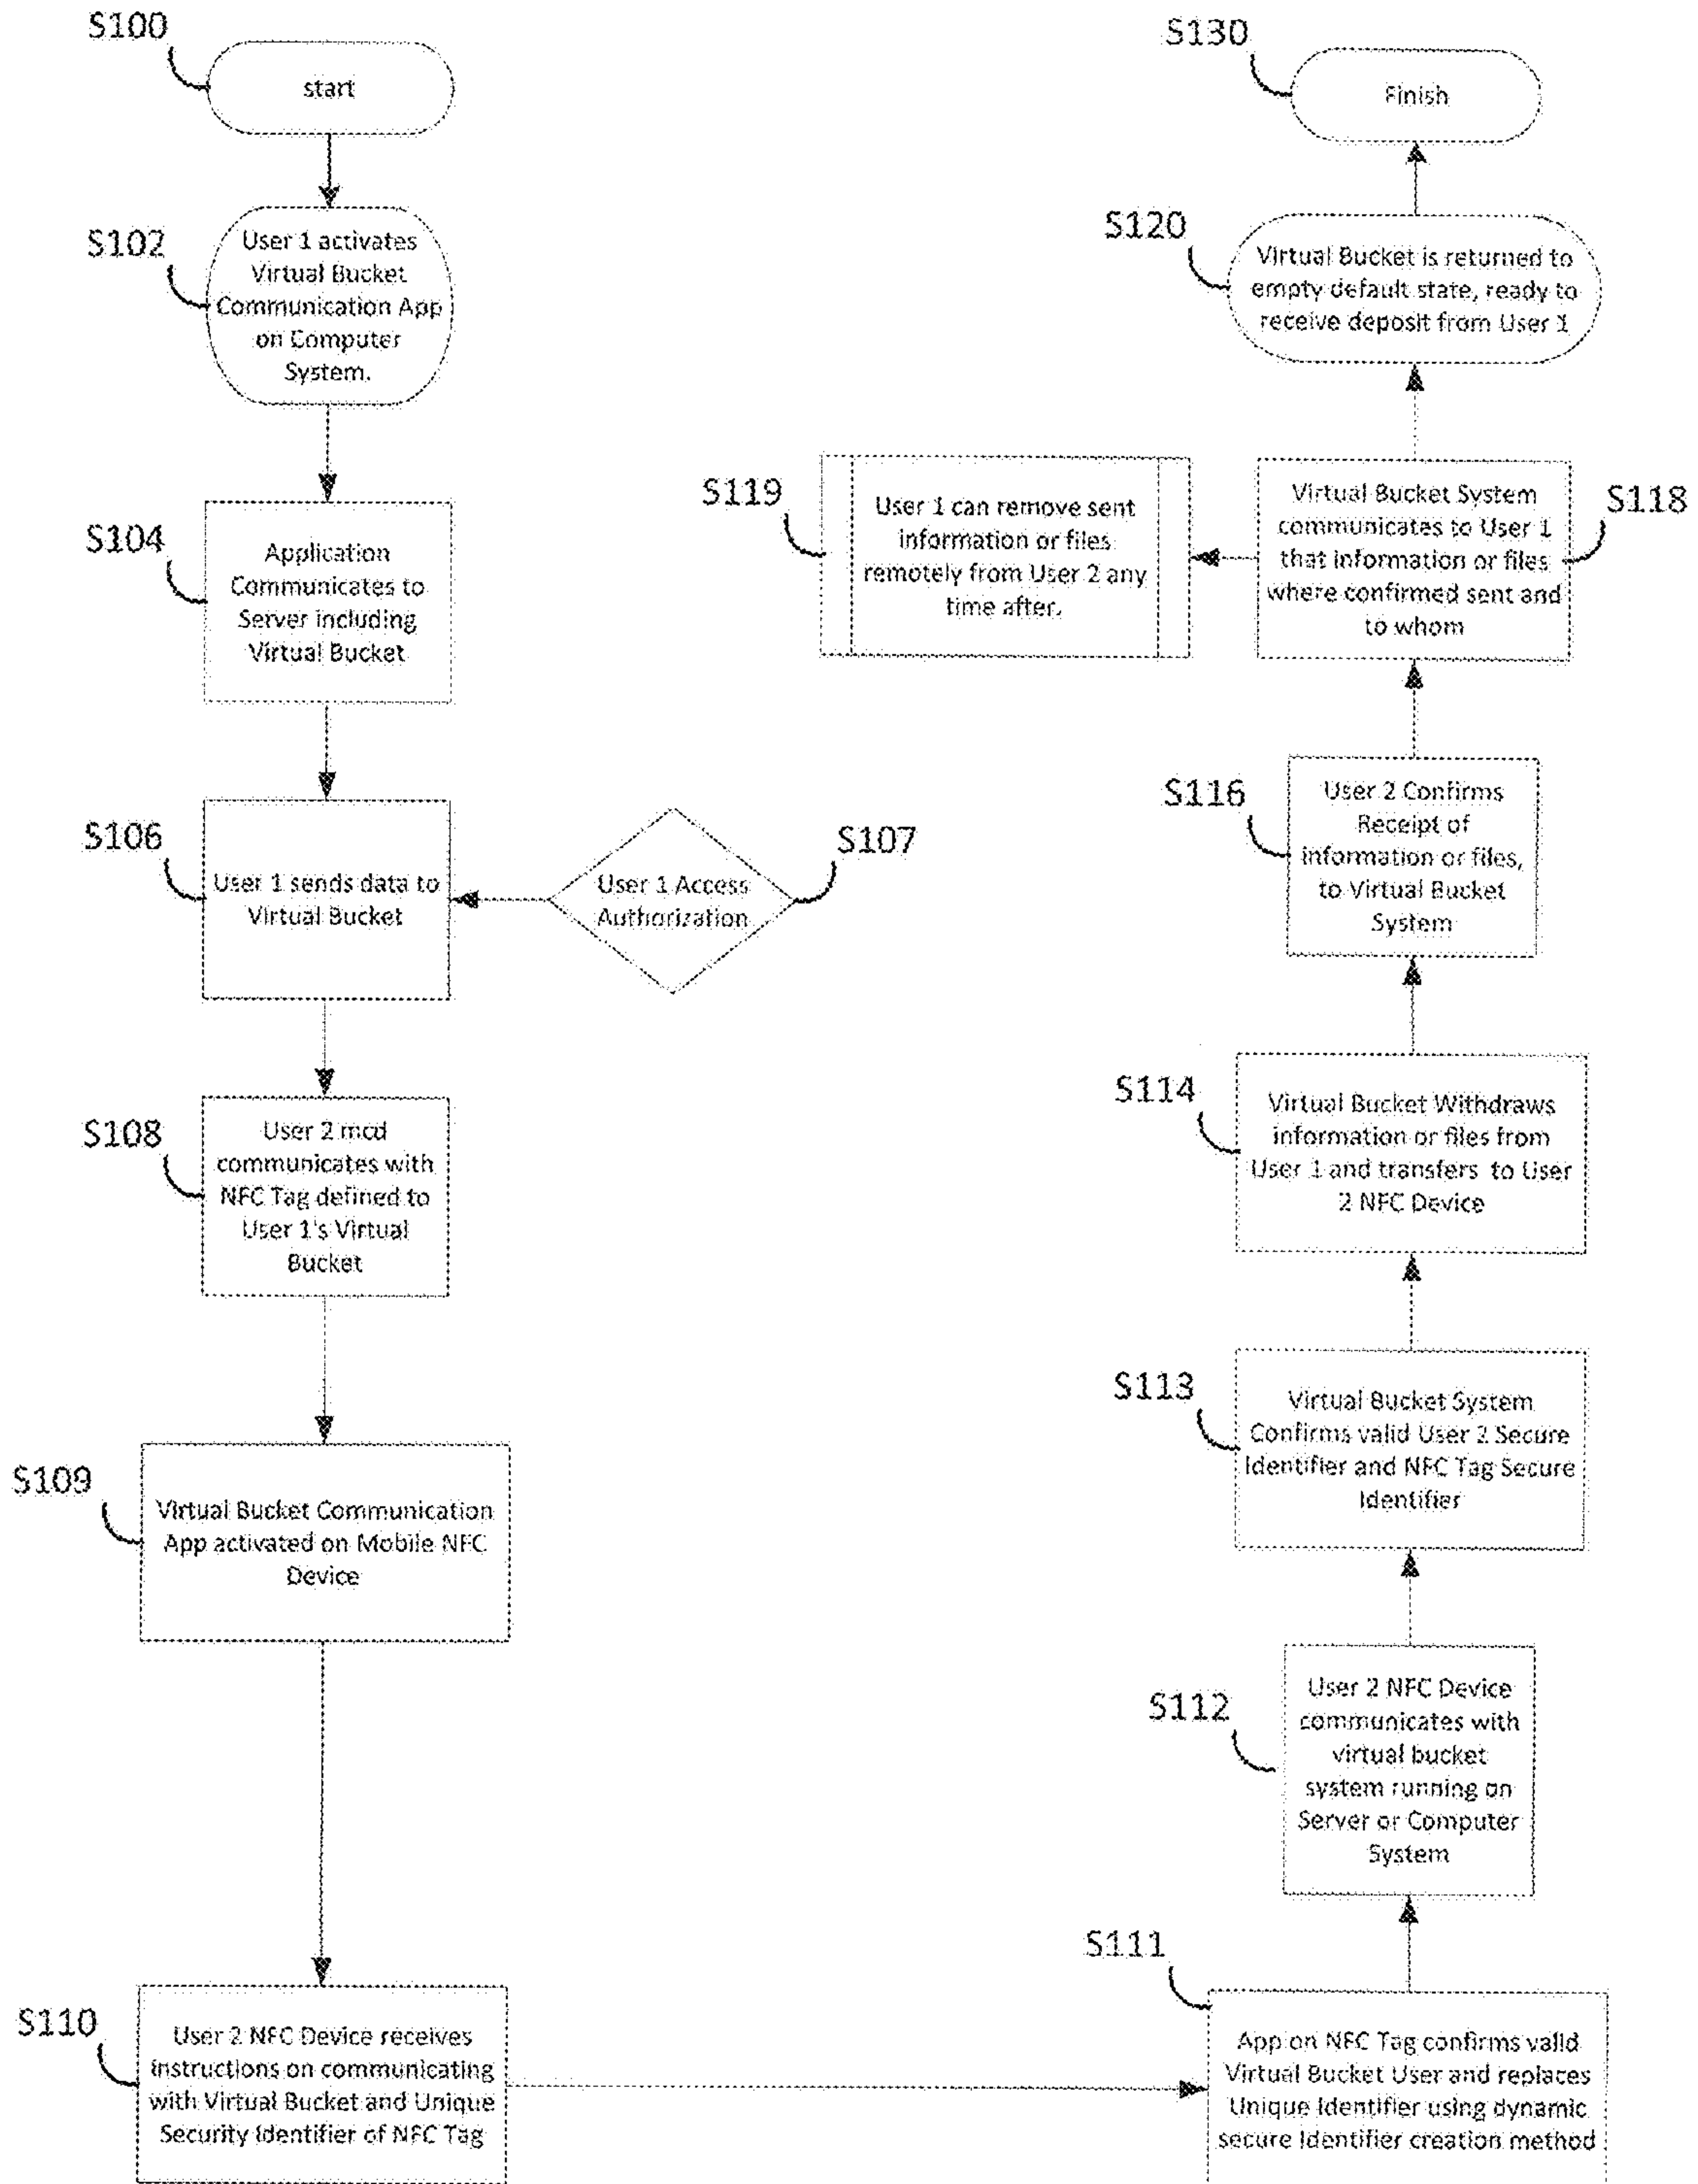 S100
start
S102
User 1 activates
Virtual Bucket
Communication App
on Computer
System.
S104
Application
Communicates to
Server including
Virtual Bucket
S106
User 1 sends data to
Virtual Bucket
S107
User 1 Access
Authorization
S108
User 2 mcd
communicates with
NFC Tag defined to
User 1's Virtual
Bucket
S109
Virtual Bucket Communication
App activated on Mobile NFC
Device
S110
User 2 NFC Device receives
instructions on communicating
with Virtual Bucket and Unique
Security Identifier of NFC Tag
S111
App on NFC Tag confirms valid
Virtual Bucket User and replaces
Unique Identifier using dynamic
secure Identifier creation method
S112
User 2 NFC Device
communicates with
virtual bucket
system running on
Server or Computer
System
S113
Virtual Bucket System
Confirms valid User 2 Secure
Identifier and NFC Tag Secure
Identifier
S114
Virtual Bucket Withdraws
information or files from
User 1 and transfers to User
2 NFC Device
S116
User 2 Confirms
Receipt of
information or files,
to Virtual Bucket
System
S118
Virtual Bucket System
communicates to User 1
that information or files
where confirmed sent and
to whom
S119
User 1 can remove sent
information or files
remotely from User 2 any
time after.
S120
Virtual Bucket is returned to
empty default state, ready to
receive deposit from User 1
S130
Finish